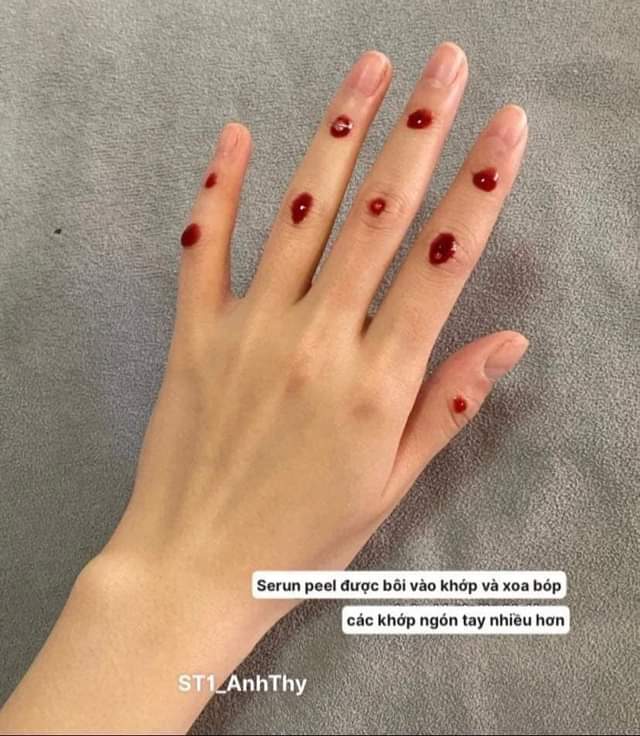 Serun peel được bôi vào khớp và xoa bóp
các khớp ngón tay nhiều hơn
ST1_AnhThy